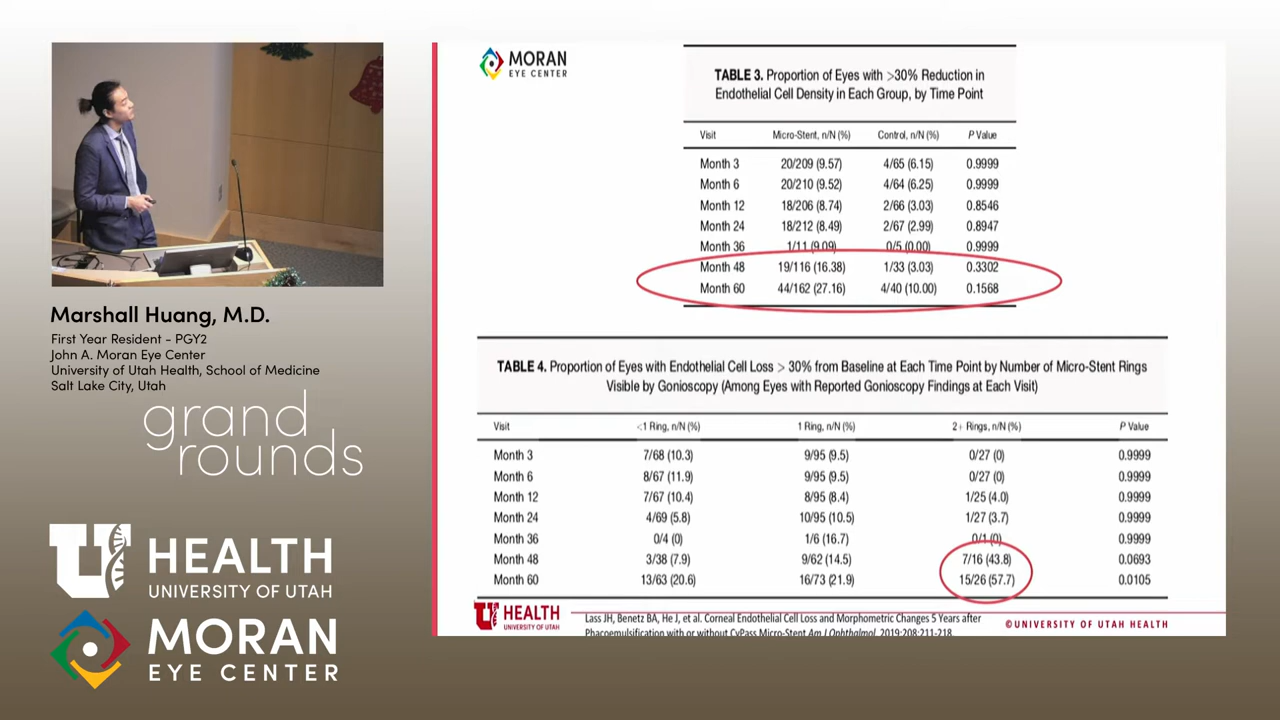 Marshall Huang, M.D.
First Year Resident - PGY2
John A. Moran Eye Center
University of Utah Health, School of Medicine
Salt Lake City, Utah
grand
rounds
U
HEALTH
UNIVERSITY OF UTAH
MORAN
EYE CENTER
MORAN
EYE CENTER
TABLE 3. Proportion of Eyes with >30% Reduction in
Endothelial Cell Density in Each Group, by Time Point
Visit Micro-Stent, n/N (%) Control, n/N (%) P Value
Month 3 20/209 (9.57) 4/65 (6.15) 0.9999
Month 6 20/210 (9.52) 4/64 (6.25) 0.9999
Month 12 18/206 (8.74) 2/66 (3.03) 0.8546
Month 24 18/212 (8.49) 2/67 (2.99) 0.8947
Month 36 1/11 (9.09) 0/5 (0.00) 0.9999
Month 48 19/116 (16.38) 1/33 (3.03) 0.3302
Month 60 44/162 (27.16) 4/40 (10.00) 0.1568
TABLE 4. Proportion of Eyes with Endothelial Cell Loss > 30% from Baseline at Each Time Point by Number of Micro-Stent Rings
Visible by Gonioscopy (Among Eyes with Reported Gonioscopy Findings at Each Visit)
Visit <1 Ring, n/N (%) 1 Ring, n/N (%) 2+ Rings, n/N (%) P Value
Month 3 7/68 (10.3) 9/95 (9.5) 0/27 (0) 0.9999
Month 6 8/67 (11.9) 9/95 (9.5) 0/27 (0) 0.9999
Month 12 7/67 (10.4) 8/95 (8.4) 1/25 (4.0) 0.9999
Month 24 4/69 (5.8) 10/95 (10.5) 1/27 (3.7) 0.9999
Month 36 0/4 (0) 1/6 (16.7) 0/1 (0) 0.9999
Month 48 3/38 (7.9) 9/62 (14.5) 7/16 (43.8) 0.0693
Month 60 13/63 (20.6) 16/73 (21.9) 15/26 (57.7) 0.0105
U HEALTH
UNIVERSITY OF UTAH
Lass JH, Benetz BA, He J, et al. Corneal Endothelial Cell Loss and Morphometric Changes 5 Years after
Phacoemulsification with or without CyPass Micro-Stent Am J Ophthalmol. 2019;208:211-218.
©UNIVERSITY OF UTAH HEALTH